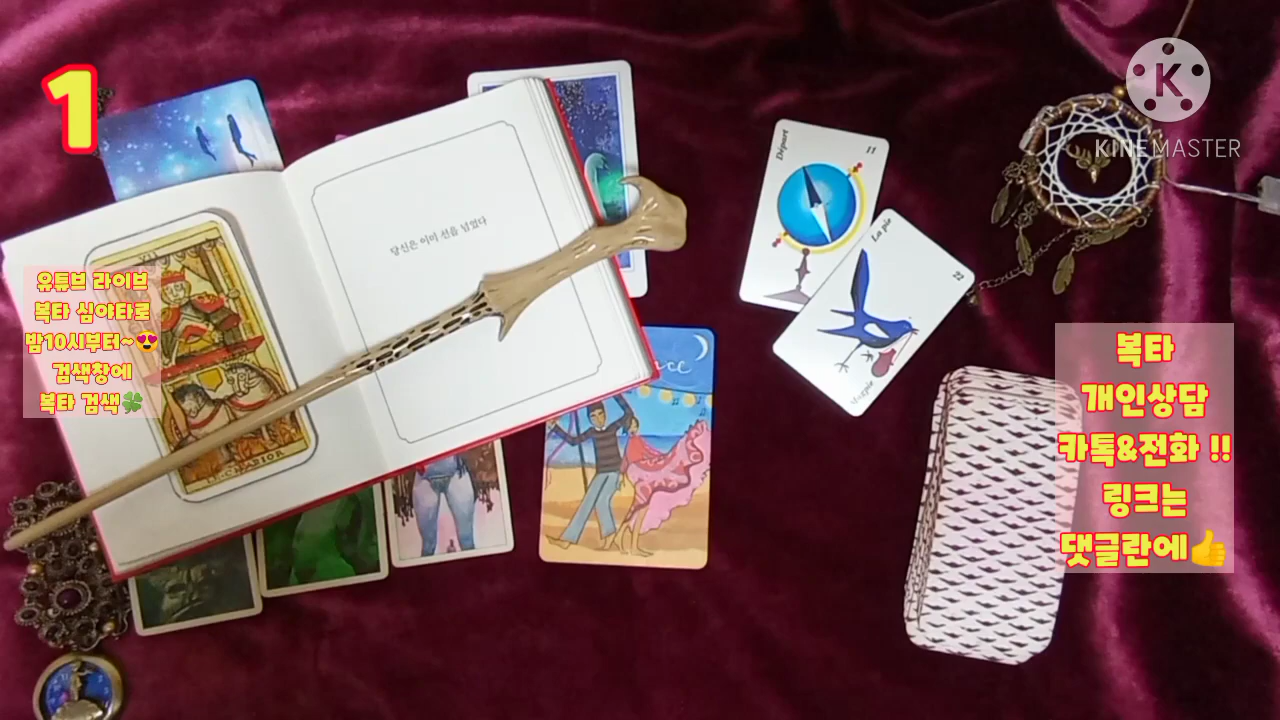 1
유튜브 라이브
복타 심야타로
밤10시부터~😍
검색창에
복타 검색🍀
당신은 이미 선을 넘었다
Départ
11
La pie
22
Magpie
K
KINEMASTER
복타
개인상담
카톡&전화 !!
링크는
댓글란에👍